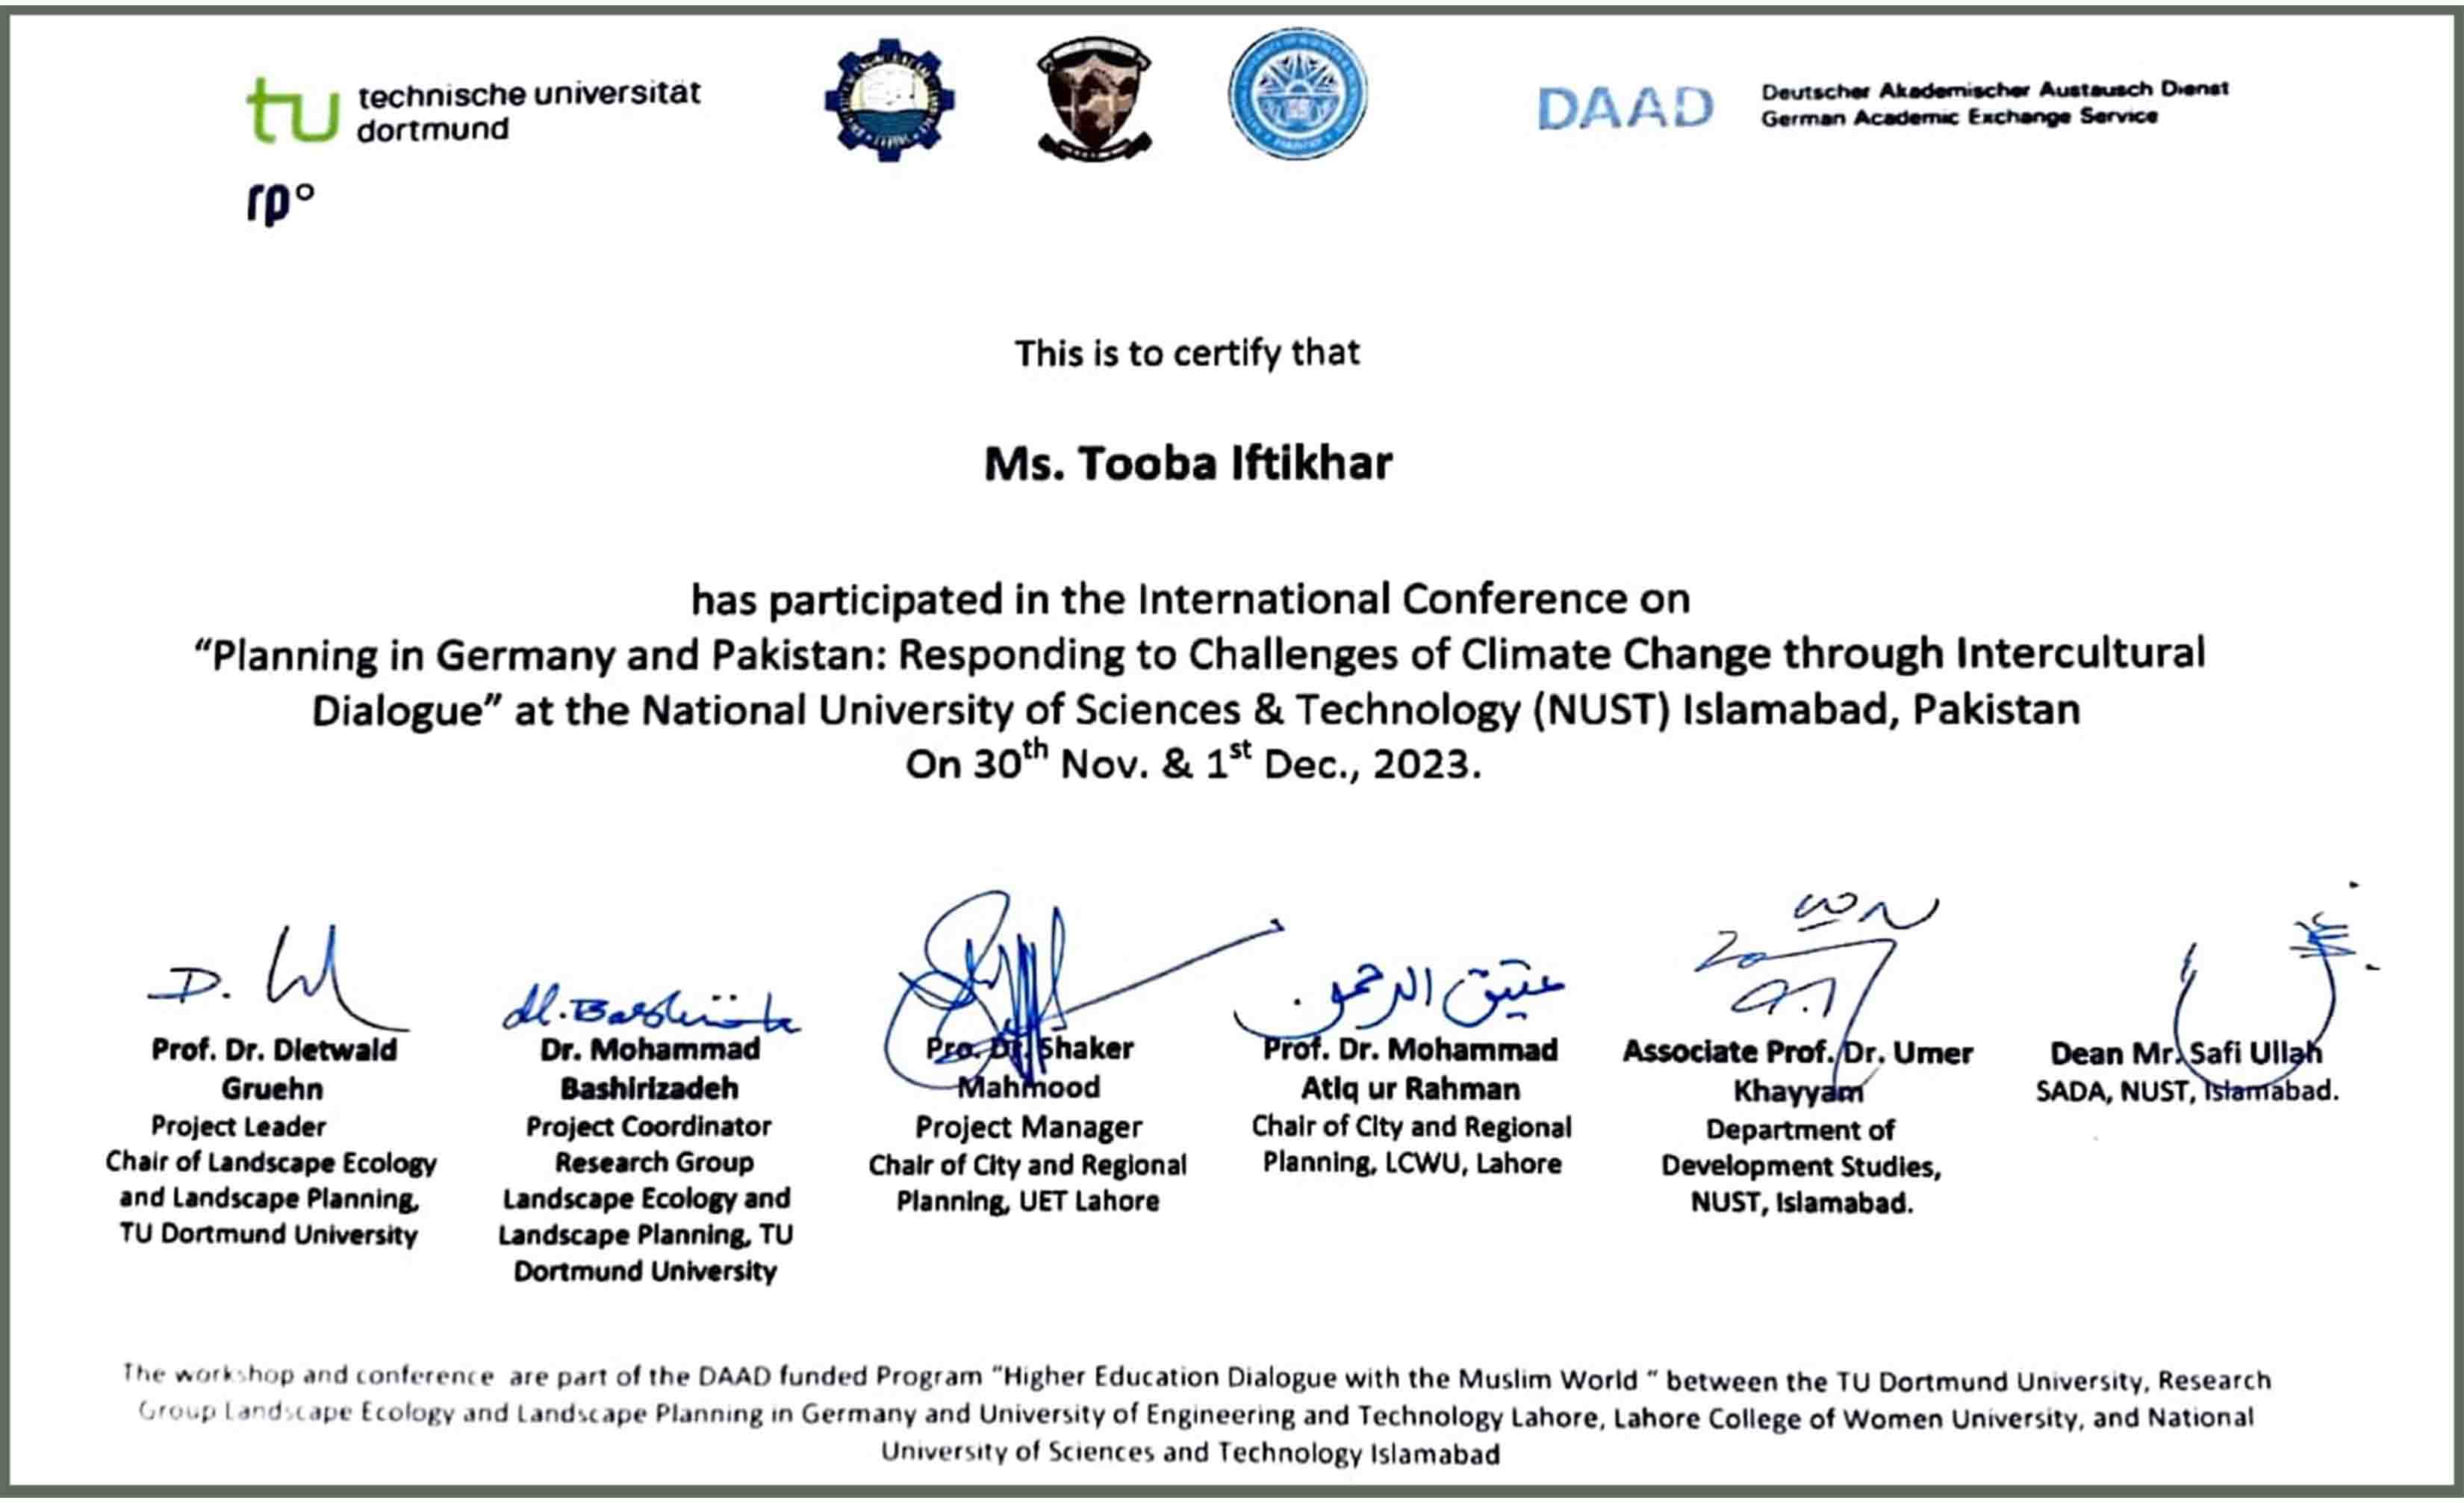 tu technische universität
dortmund
rp°
DAAD
Deutscher Akademischer Austausch Dienst
German Academic Exchange Service
This is to certify that
Ms. Tooba Iftikhar
has participated in the International Conference on
“Planning in Germany and Pakistan: Responding to Challenges of Climate Change through Intercultural
Dialogue” at the National University of Sciences & Technology (NUST) Islamabad, Pakistan
On 30th Nov. & 1st Dec., 2023.
D.
M. Bashirizadeh
عتیق الرحمن
Prof. Dr. Dietwald
Gruehn
Project Leader
Chair of Landscape Ecology
and Landscape Planning,
TU Dortmund University
Dr. Mohammad
Bashirizadeh
Project Coordinator
Research Group
Landscape Ecology and
Landscape Planning, TU
Dortmund University
Pro. Dr. Shaker
Mahmood
Project Manager
Chair of City and Regional
Planning, UET Lahore
Prof. Dr. Mohammad
Atiq ur Rahman
Chair of City and Regional
Planning, LCWU, Lahore
Associate Prof. Dr. Umer
Khayyam
Department of
Development Studies,
NUST, Islamabad.
Dean Mr. Safi Ullah
SADA, NUST, Islamabad.
The workshop and conference are part of the DAAD funded Program “Higher Education Dialogue with the Muslim World “ between the TU Dortmund University, Research
Group Landscape Ecology and Landscape Planning in Germany and University of Engineering and Technology Lahore, Lahore College of Women University, and National
University of Sciences and Technology Islamabad